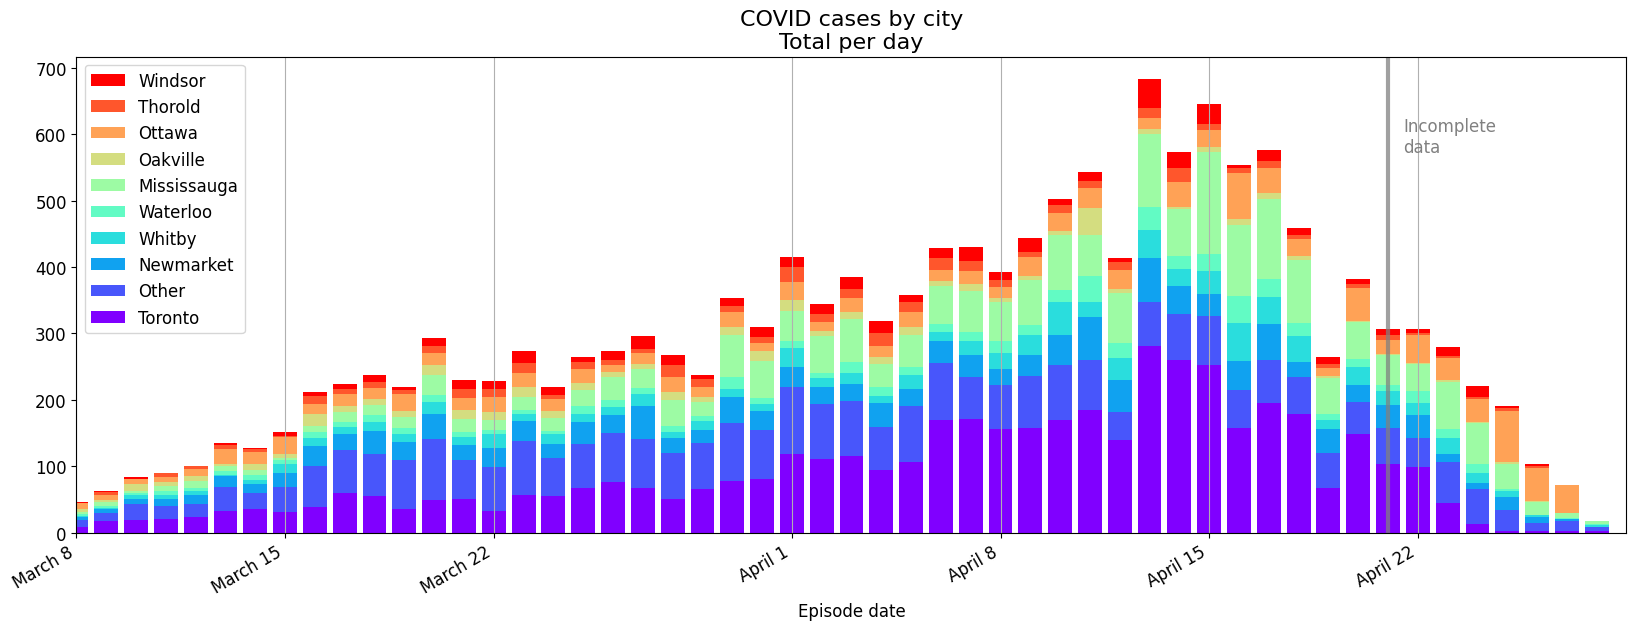 COVID cases by city
Total per day
700
600
500
400
300
200
100
0
Windsor
Thorold
Ottawa
Oakville
Mississauga
Waterloo
Whitby
Newmarket
Other
Toronto
Incomplete
data
March 8
March 15
March 22
April 1
April 8
April 15
April 22
Episode date